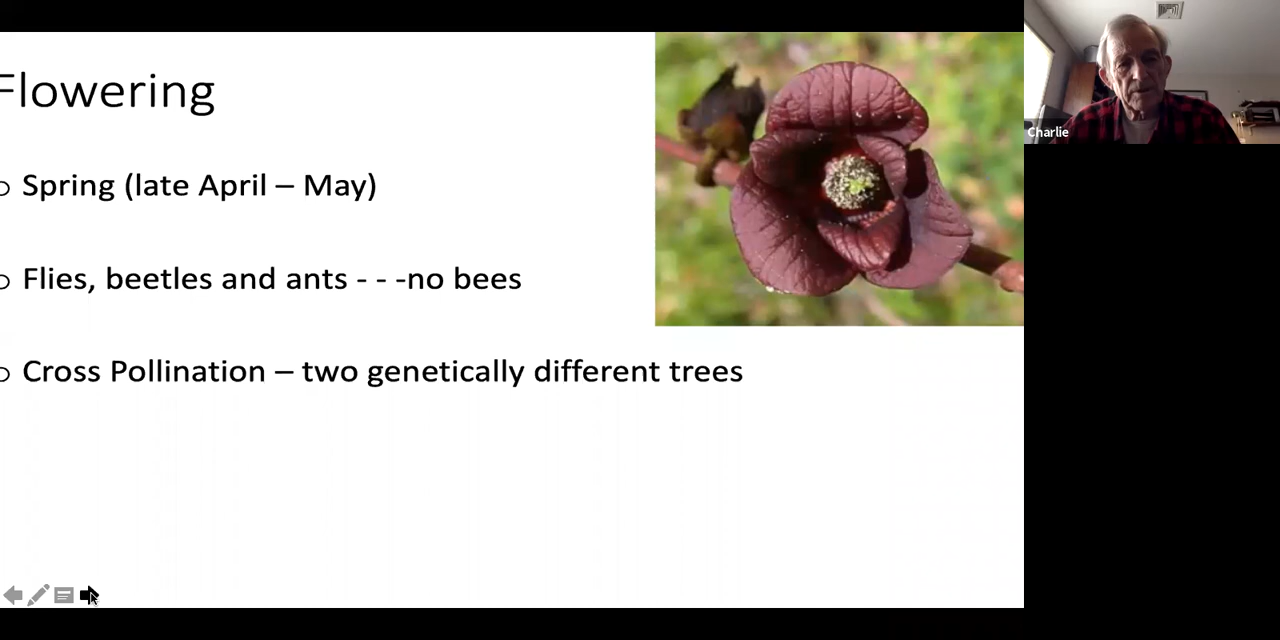 Flowering
o Spring (late April – May)
o Flies, beetles and ants - - -no bees
o Cross Pollination – two genetically different trees
Charlie